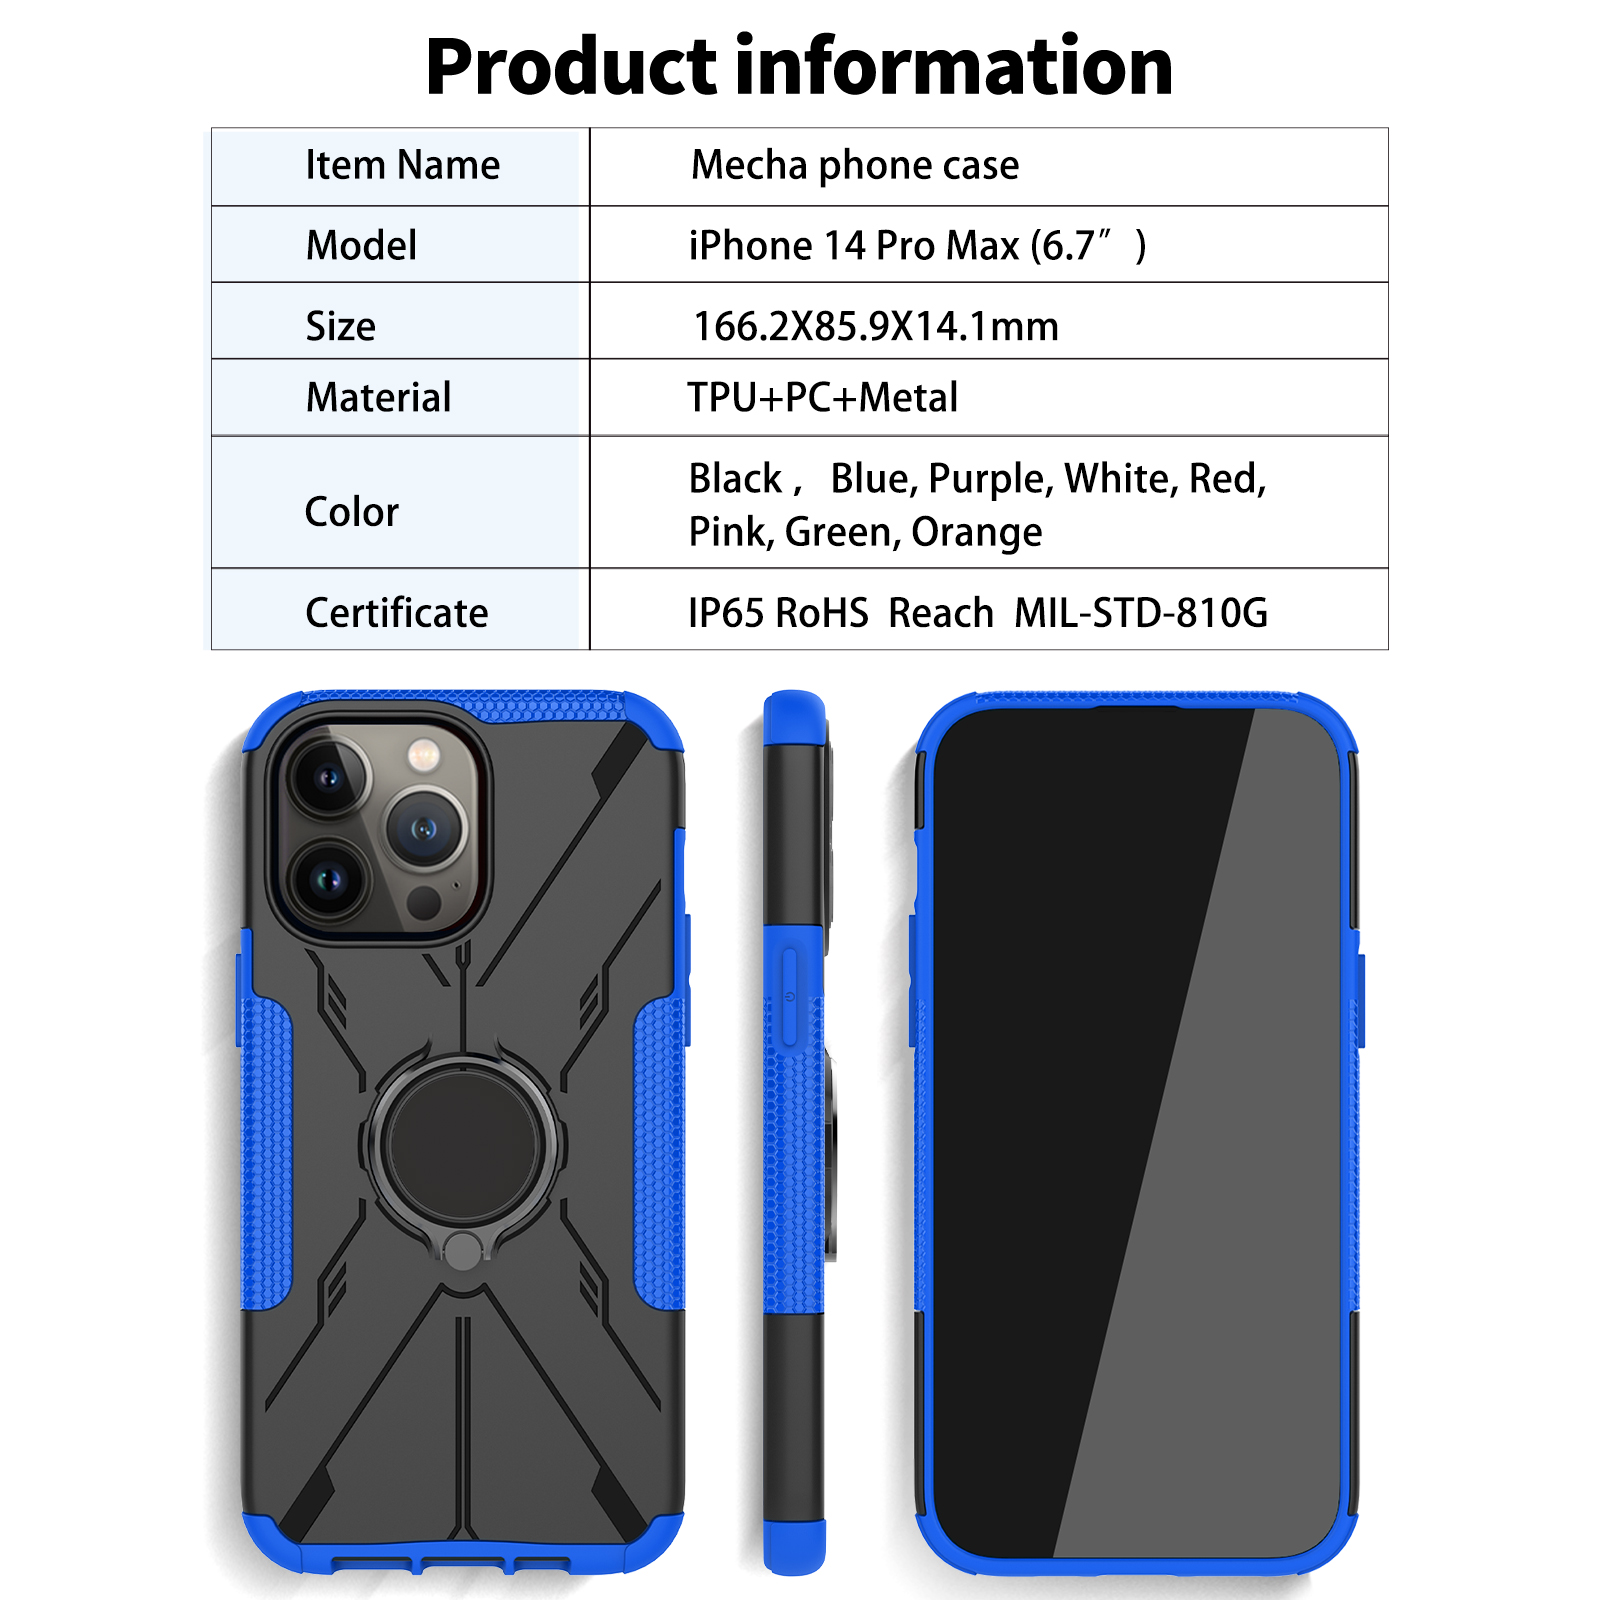 Product information
Item Name Mecha phone case
Model iPhone 14 Pro Max (6.7″ )
Size 166.2X85.9X14.1mm
Material TPU+PC+Metal
Color Black , Blue, Purple, White, Red,
Pink, Green, Orange
Certificate IP65 RoHS Reach MIL-STD-810G